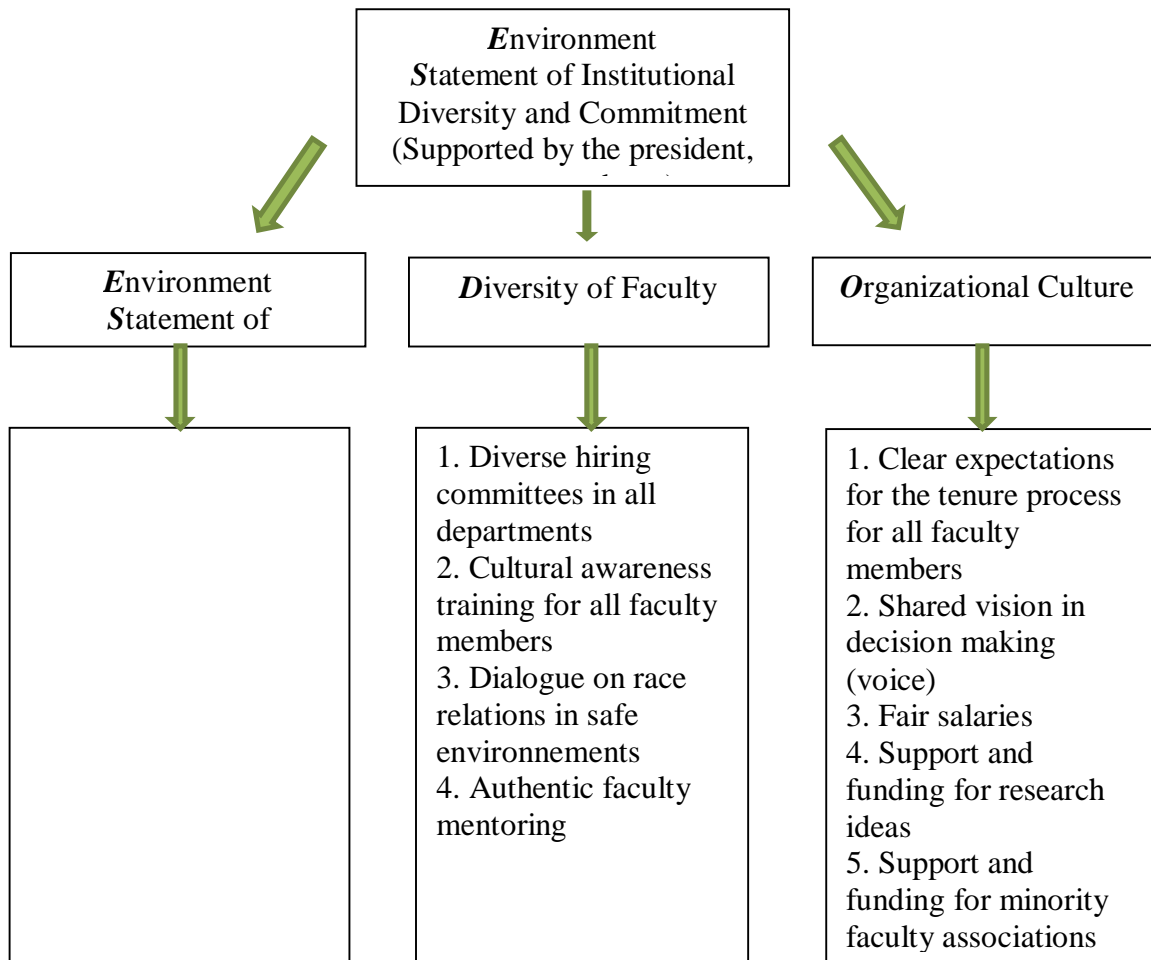 Environment
Statement of Institutional
Diversity and Commitment
(Supported by the president,
Environment
Statement of
Diversity of Faculty
Organizational Culture
1. Diverse hiring
committees in all
departments
2. Cultural awareness
training for all faculty
members
3. Dialogue on race
relations in safe
environnements
4. Authentic faculty
mentoring
1. Clear expectations
for the tenure process
for all faculty
members
2. Shared vision in
decision making
(voice)
3. Fair salaries
4. Support and
funding for research
ideas
5. Support and
funding for minority
faculty associations